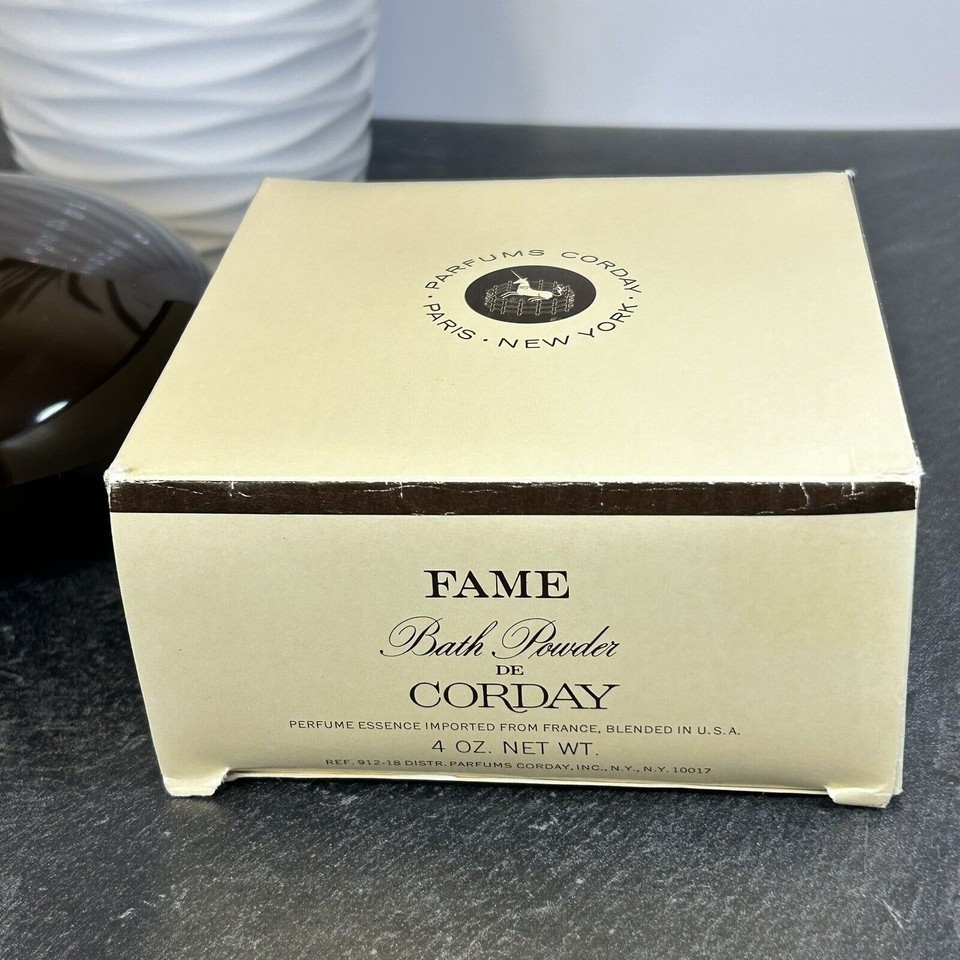 · PARFUMS CORDAY ·
PARIS · NEW YORK
FAME
Bath Powder
DE
CORDAY
PERFUME ESSENCE IMPORTED FROM FRANCE, BLENDED IN U.S.A.
4 OZ. NET WT.
REF. 912-18 DISTR. PARFUMS CORDAY, INC., N.Y., N.Y. 10017